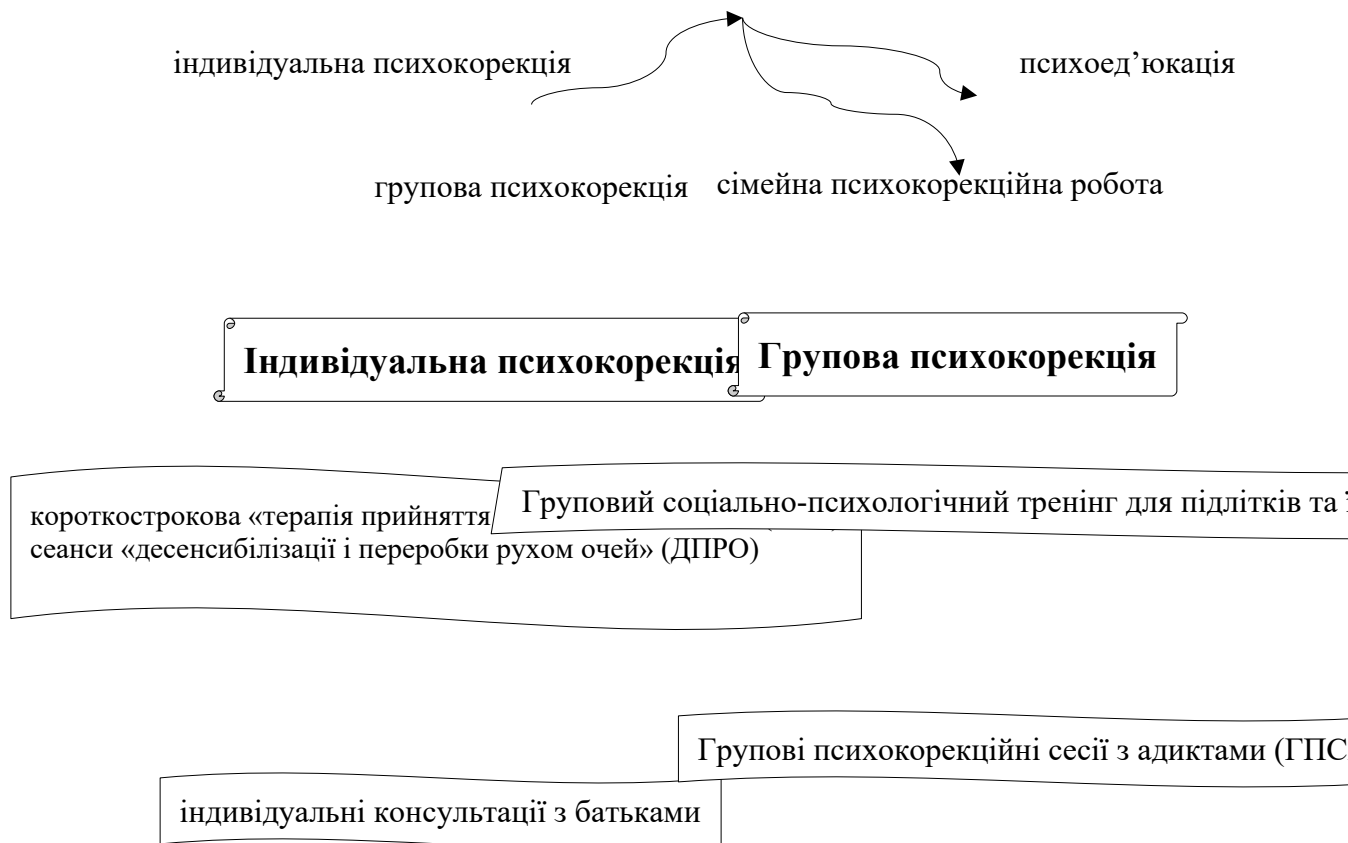 індивідуальна психокорекція
психоед’юкація
групова психокорекція
сімейна психокорекційна робота
Індивідуальна психокорекція
Групова психокорекція
короткострокова «терапія прийняття
сеанси «десенсибілізації і переробки рухом очей» (ДПРО)
Груповий соціально-психологічний тренінг для підлітків та
Групові психокорекційні сесії з адиктами (ГПС
індивідуальні консультації з батьками